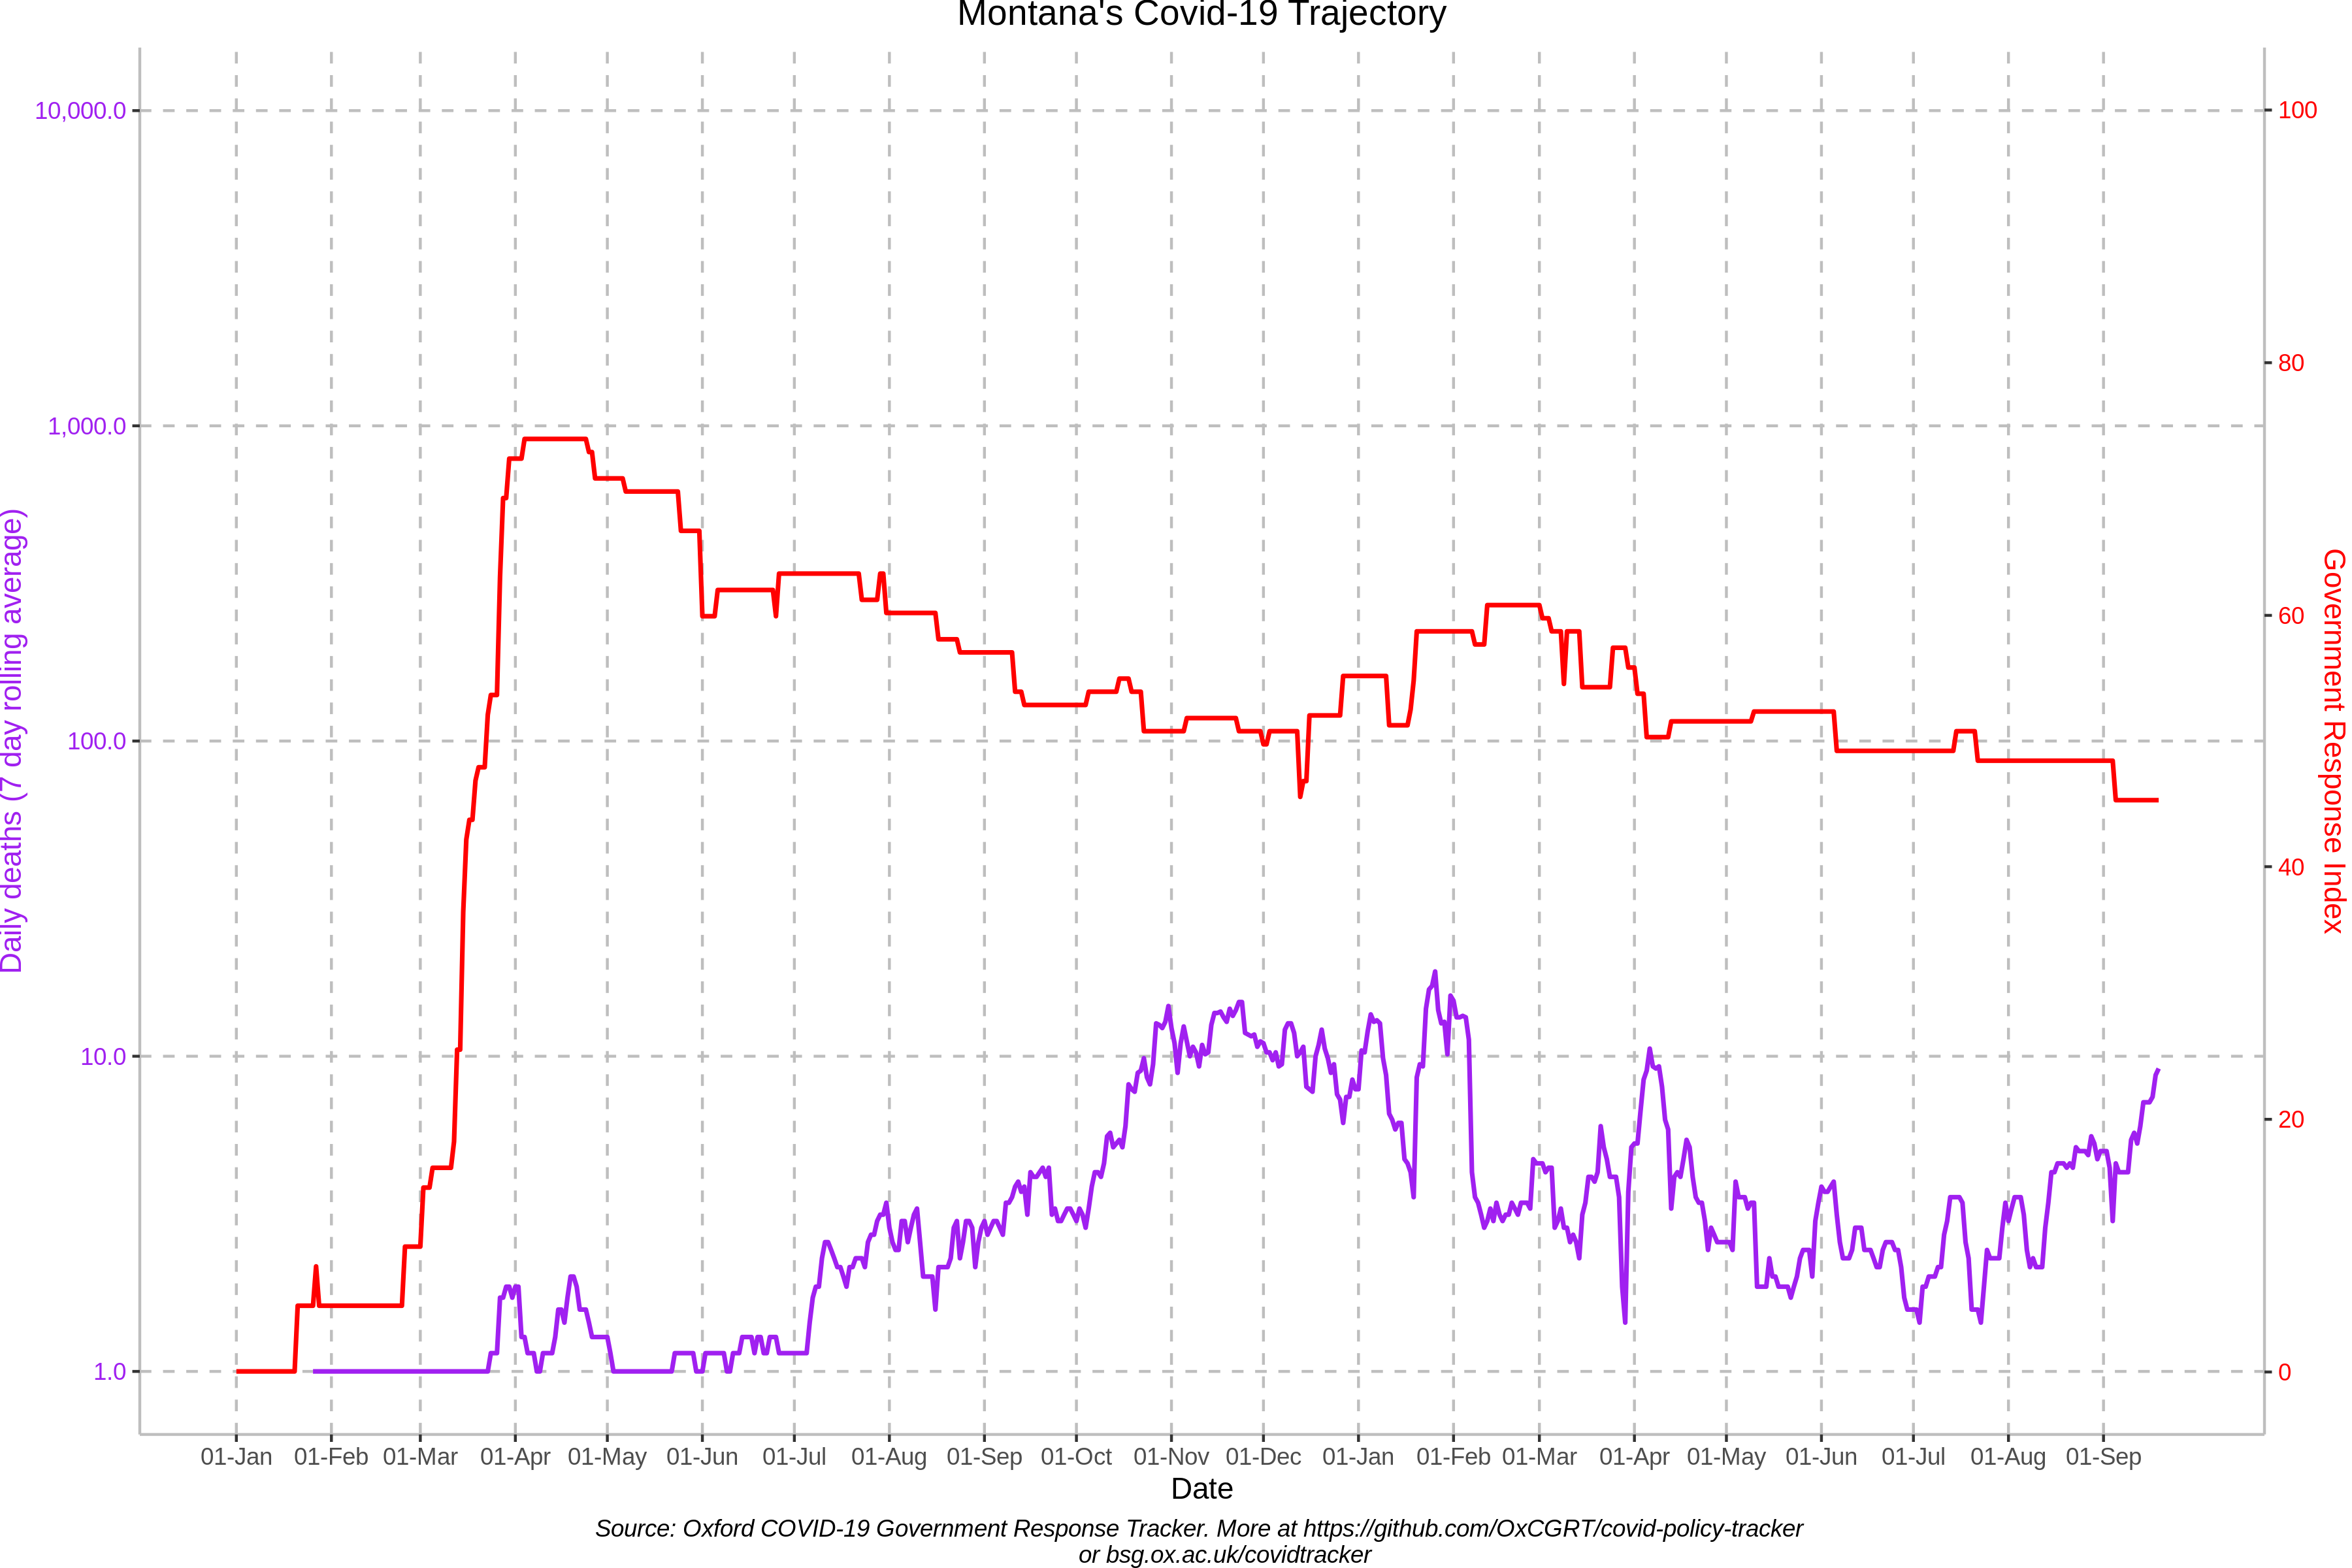 Montana's Covid-19 Trajectory
10,000.0
1,000.0
100.0
10.0
1.0
Daily deaths (7 day rolling average)
100
80
60
40
20
0
Government Response Index
01-Jan 01-Feb 01-Mar 01-Apr 01-May 01-Jun 01-Jul 01-Aug 01-Sep 01-Oct 01-Nov 01-Dec 01-Jan 01-Feb 01-Mar 01-Apr 01-May 01-Jun 01-Jul 01-Aug 01-Sep
Date
Source: Oxford COVID-19 Government Response Tracker. More at https://github.com/OxCGRT/covid-policy-tracker
or bsg.ox.ac.uk/covidtracker